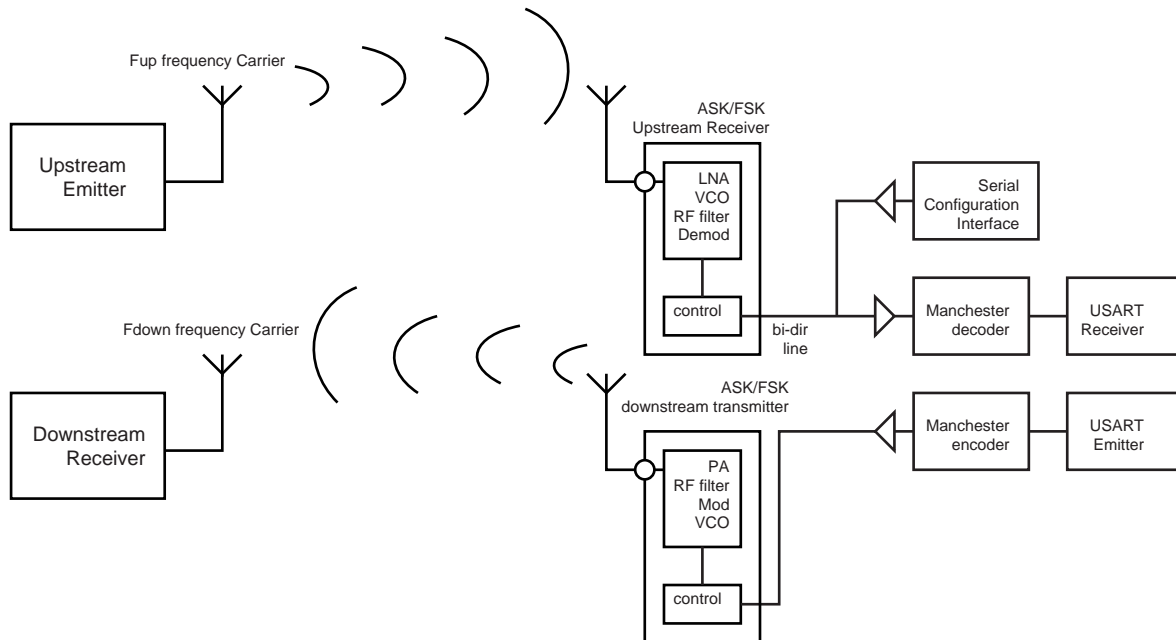 Fup frequency Carrier
Upstream
Emitter
ASK/FSK
Upstream Receiver
LNA
VCO
RF filter
Demod
control
bi-dir
line
Serial
Configuration
Interface
Manchester
decoder
USART
Receiver
Fdown frequency Carrier
Downstream
Receiver
ASK/FSK
downstream transmitter
PA
RF filter
Mod
VCO
control
Manchester
encoder
USART
Emitter